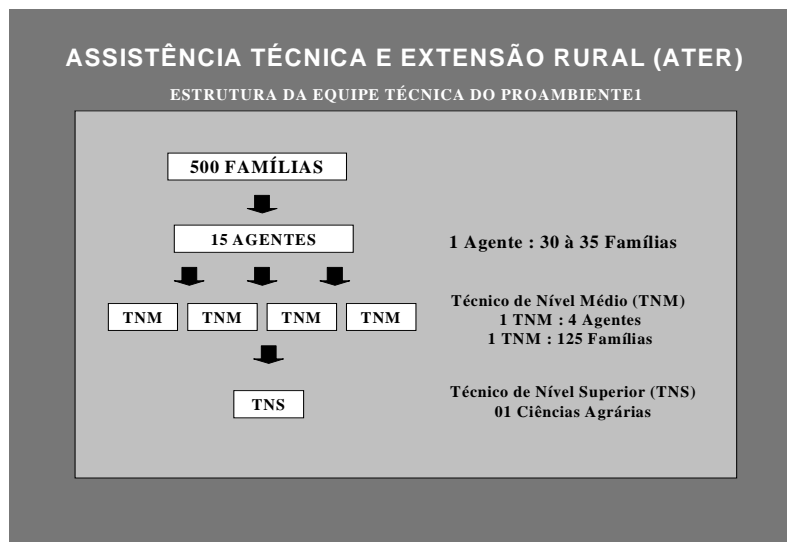 ASSISTÊNCIA TÉCNICA E EXTENSÃO RURAL (ATER)
ESTRUTURA DA EQUIPE TÉCNICA DO PROAMBIENTE1
500 FAMÍLIAS
15 AGENTES
1 Agente : 30 à 35 Famílias
TNM TNM TNM TNM
Técnico de Nível Médio (TNM)
1 TNM : 4 Agentes
1 TNM : 125 Famílias
TNS
Técnico de Nível Superior (TNS)
01 Ciências Agrárias